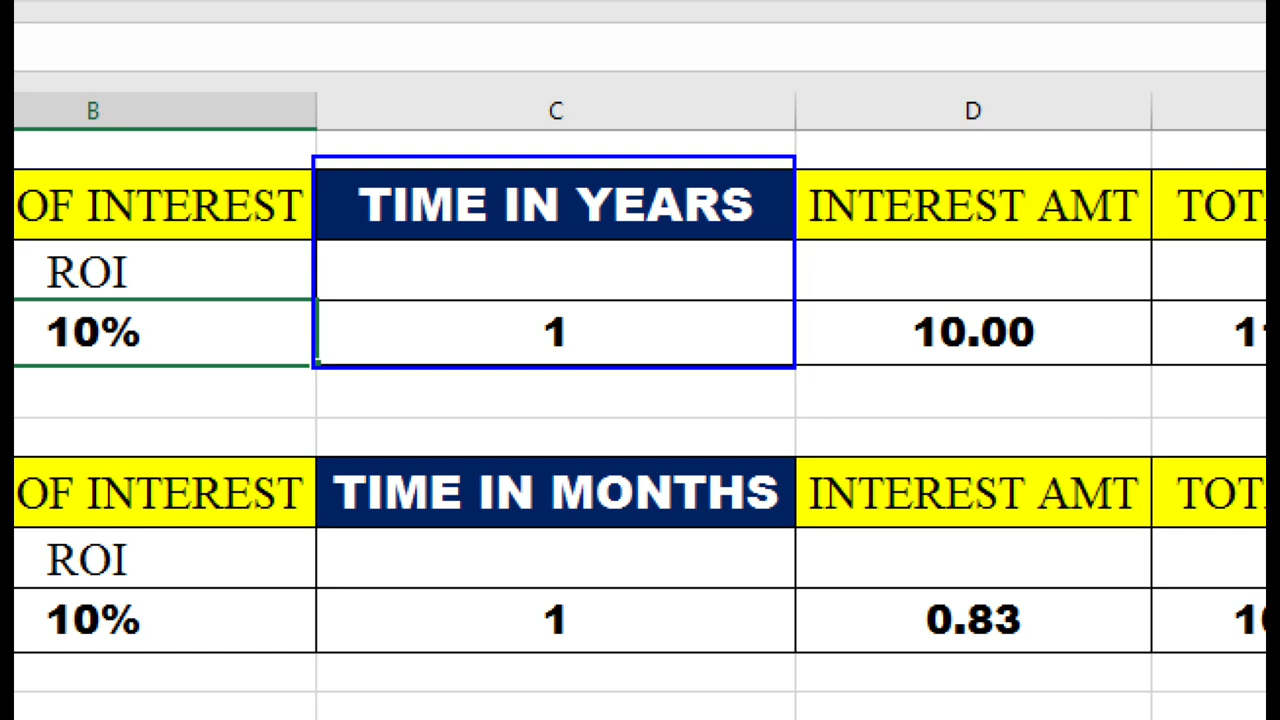 B C D
OF INTEREST TIME IN YEARS INTEREST AMT
ROI
10% 1 10.00
OF INTEREST TIME IN MONTHS INTEREST AMT
ROI
10% 1 0.83